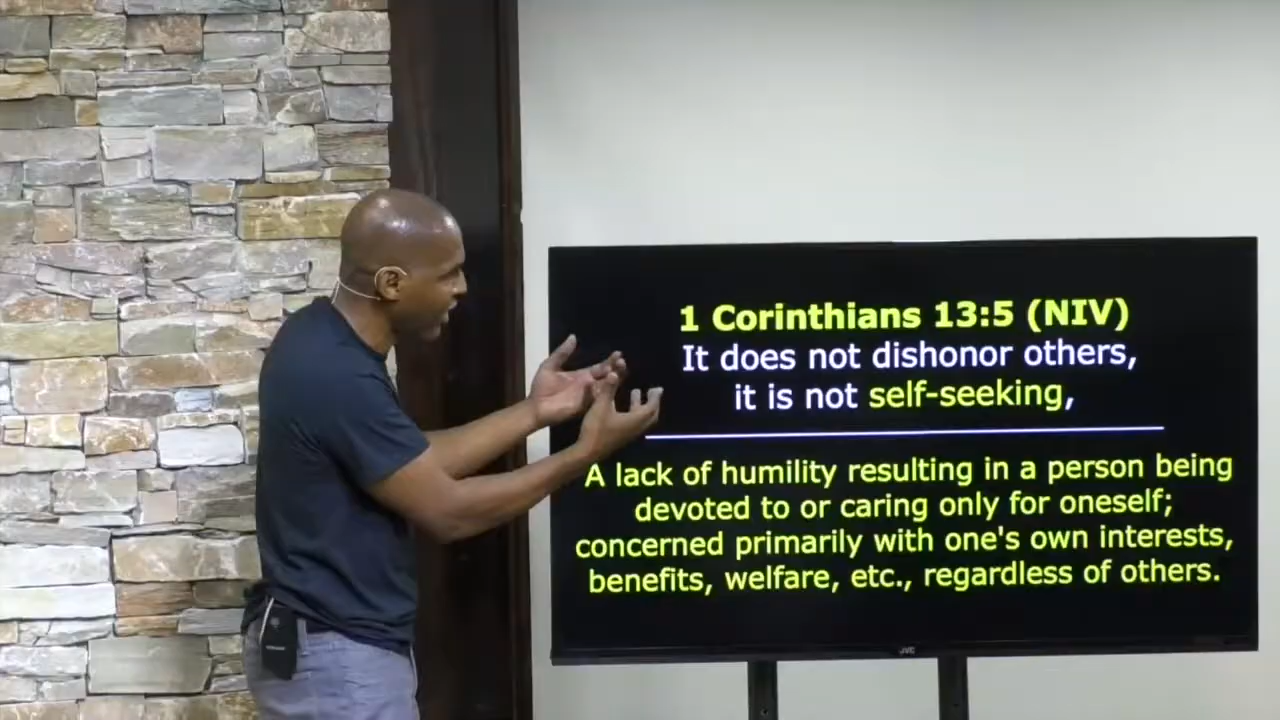 1 Corinthians 13:5 (NIV)
It does not dishonor others,
it is not self-seeking,
A lack of humility resulting in a person being
devoted to or caring only for oneself;
concerned primarily with one's own interests,
benefits, welfare, etc., regardless of others.
JVC